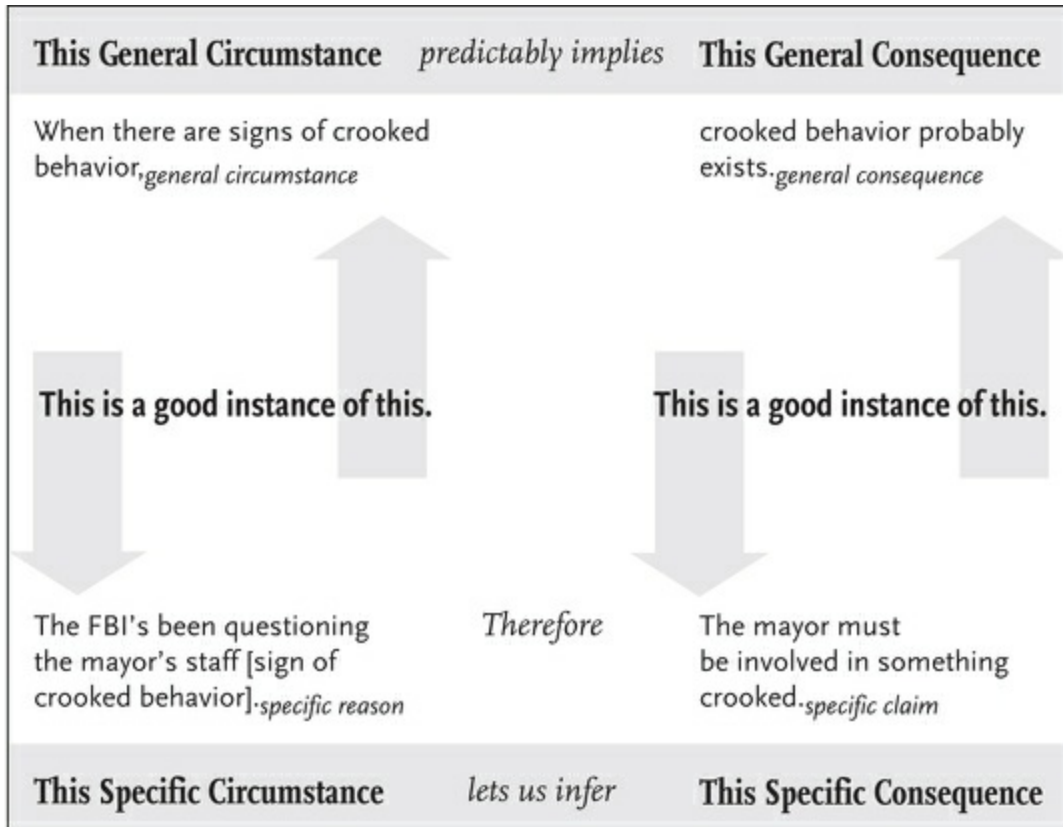 This General Circumstance predictably implies This General Consequence
When there are signs of crooked
behavior,general circumstance
crooked behavior probably
exists.general consequence
This is a good instance of this.
This is a good instance of this.
The FBI's been questioning
the mayor's staff [sign of
crooked behavior].specific reason
Therefore
The mayor must
be involved in something
crooked.specific claim
This Specific Circumstance lets us infer This Specific Consequence